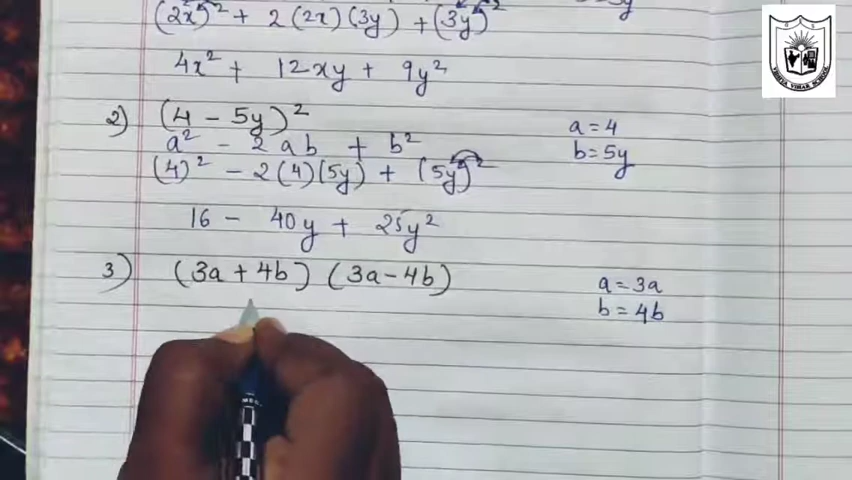 (2x)² + 2(2x)(3y) + (3y)²
4x² + 12xy + 9y²
2) (4 - 5y)²
a² - 2ab + b²
a = 4
(4)² - 2(4)(5y) + (5y)²
b = 5y
16 - 40y + 25y²
3) (3a + 4b) (3a - 4b)
a = 3a
b = 4b